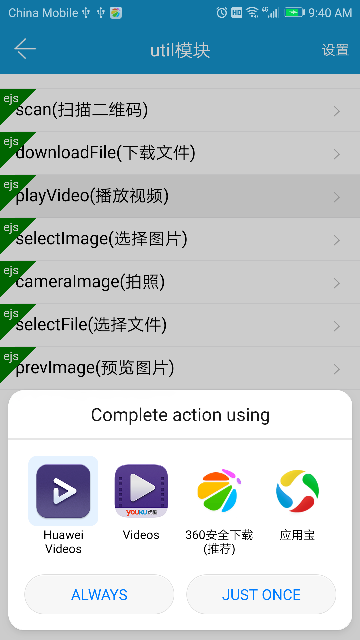 China Mobile HD 4G 9:40 AM
util模块 设置
ejs
scan(扫描二维码)
ejs
downloadFile(下载文件)
ejs
playVideo(播放视频)
ejs
selectImage(选择图片)
ejs
cameraImage(拍照)
ejs
selectFile(选择文件)
ejs
prevImage(预览图片)
Complete action using
YOUKU
Huawei
Videos
Videos
360安全下载
(推荐)
应用宝
ALWAYS
JUST ONCE